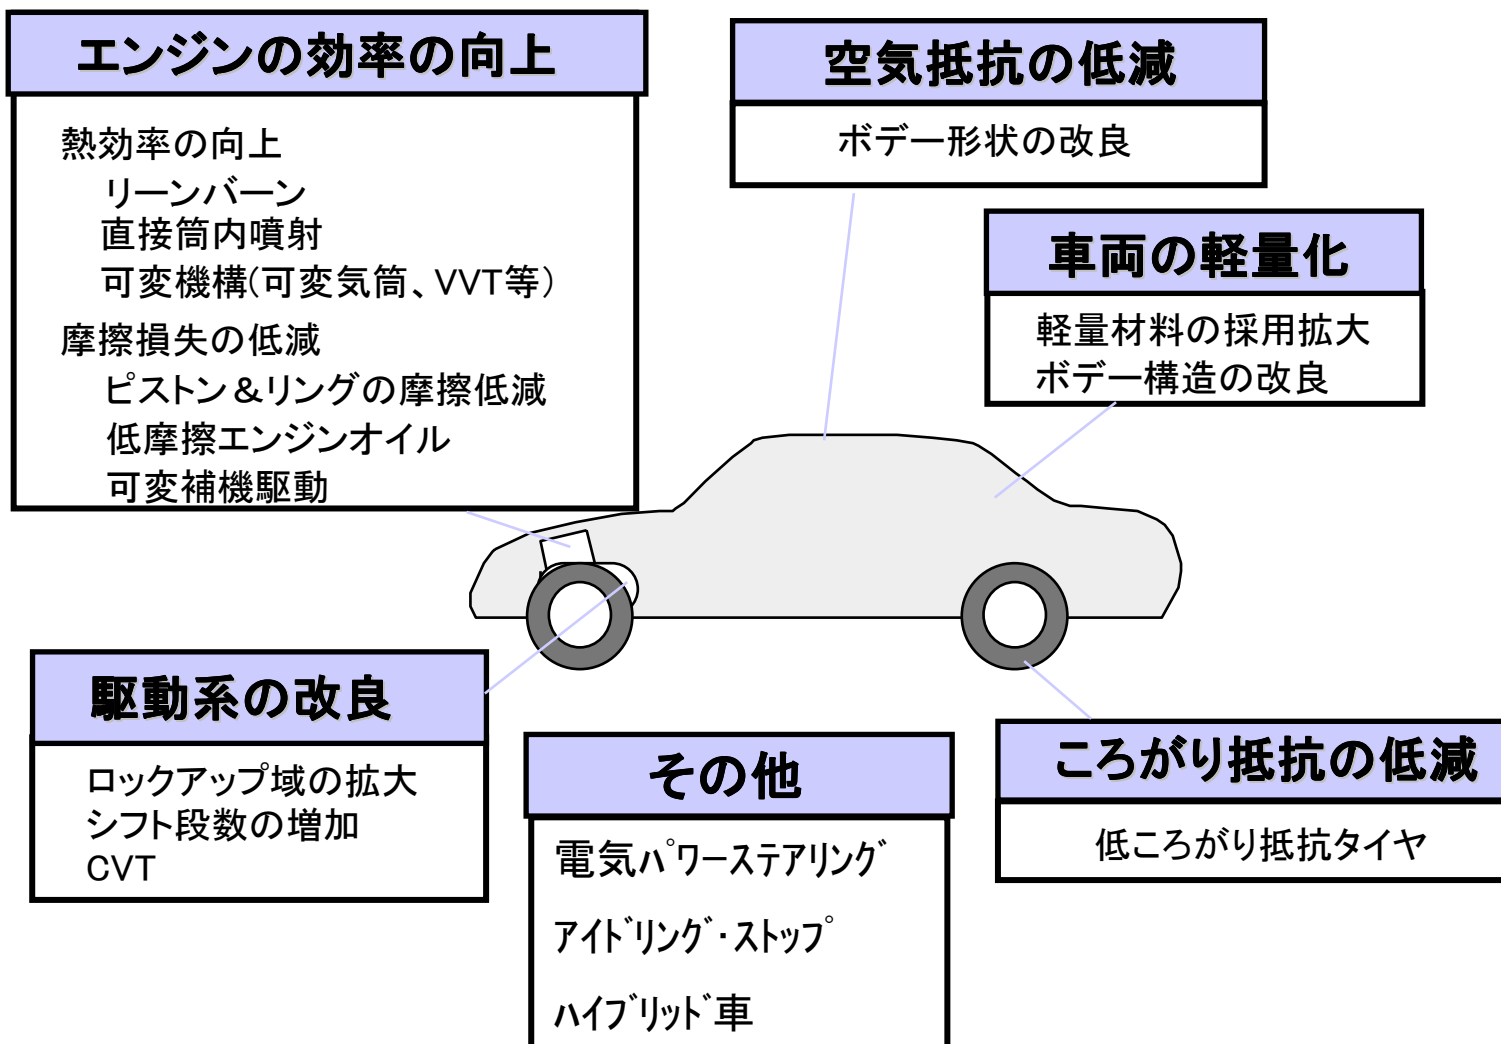 エンジンの効率の向上
熱効率の向上
リーンバーン
直接筒内噴射
可変機構(可変気筒、VVT等)
摩擦損失の低減
ピストン&リングの摩擦低減
低摩擦エンジンオイル
可変補機駆動
空気抵抗の低減
ボデー形状の改良
車両の軽量化
軽量材料の採用拡大
ボデー構造の改良
駆動系の改良
ロックアップ域の拡大
シフト段数の増加
CVT
その他
電気ﾊﾟﾜｰｽﾃｱﾘﾝｸﾞ
ｱｲﾄﾞﾘﾝｸﾞ･ｽﾄｯﾌﾟ
ﾊｲﾌﾞﾘｯﾄﾞ車
ころがり抵抗の低減
低ころがり抵抗タイヤ